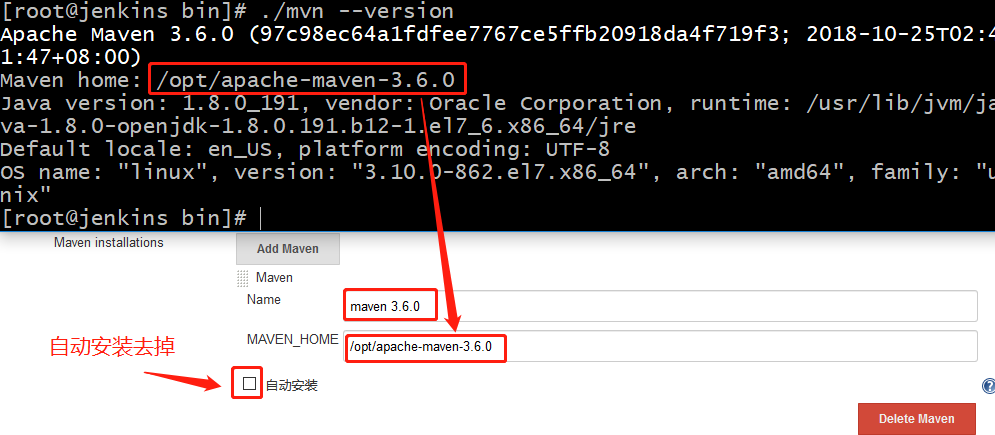 [root@jenkins bin]# ./mvn --version
Apache Maven 3.6.0 (97c98ec64a1fdfee7767ce5ffb20918da4f719f3; 2018-10-25T02:4
1:47+08:00)
Maven home: /opt/apache-maven-3.6.0
Java version: 1.8.0_191, vendor: Oracle Corporation, runtime: /usr/lib/jvm/ja
va-1.8.0-openjdk-1.8.0.191.b12-1.el7_6.x86_64/jre
Default locale: en_US, platform encoding: UTF-8
OS name: "linux", version: "3.10.0-862.el7.x86_64", arch: "amd64", family: "u
nix"
[root@jenkins bin]#
Maven installations
Add Maven
Maven
Name
maven 3.6.0
MAVEN_HOME
/opt/apache-maven-3.6.0
自动安装去掉
自动安装
?
Delete Maven